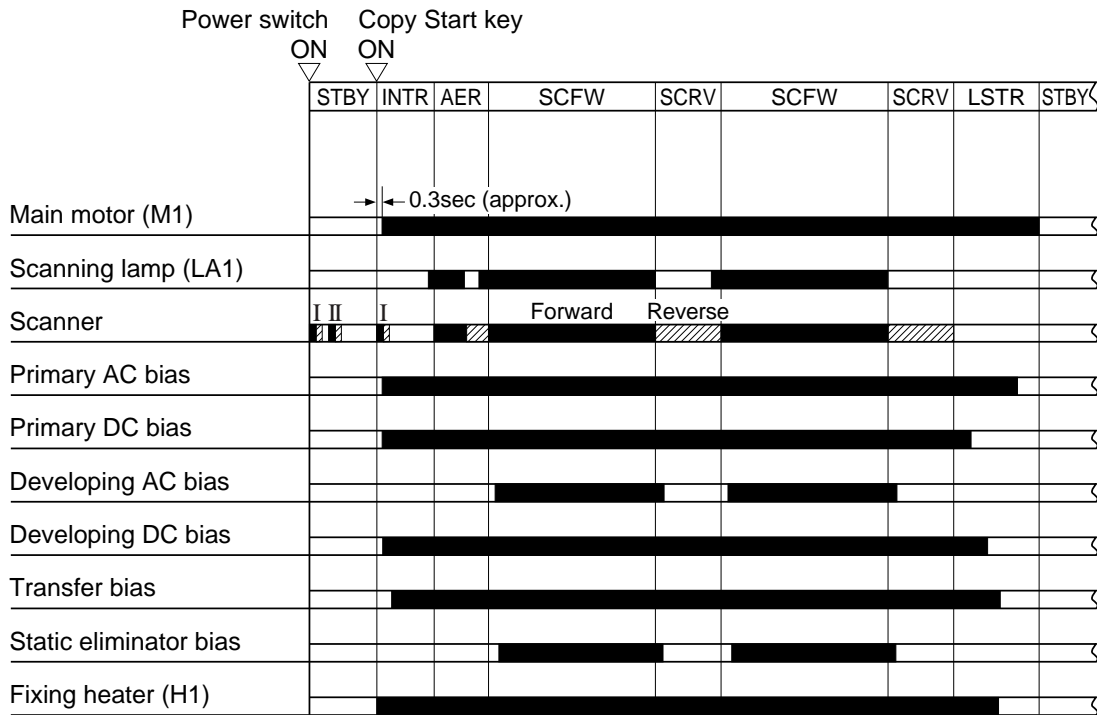 Power switch Copy Start key
ON ON
STBY INTR AER SCFW SCRV SCFW SCRV LSTR STBY
0.3sec (approx.)
Main motor (M1)
Scanning lamp (LA1)
I II I Forward Reverse
Scanner
Primary AC bias
Primary DC bias
Developing AC bias
Developing DC bias
Transfer bias
Static eliminator bias
Fixing heater (H1)